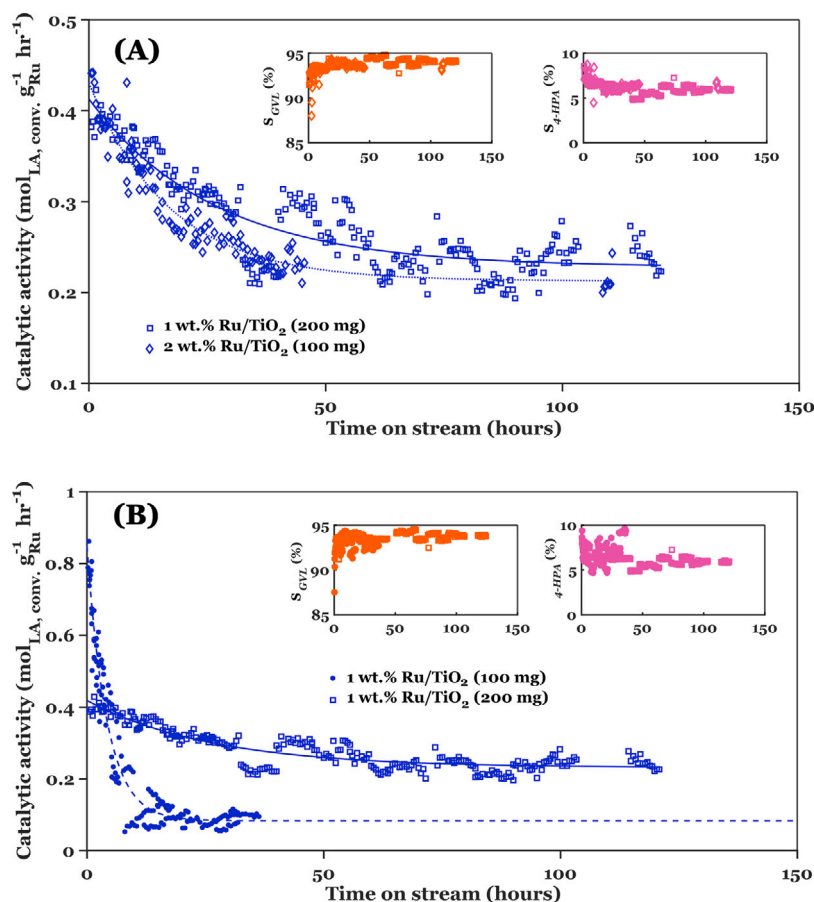 (A)
0.5
0.4
0.3
0.2
0.1
0
50
100
150
Catalytic activity (mol_LA, conv. g⁻¹_Ru hr⁻¹)
Time on stream (hours)
1 wt.% Ru/TiO₂ (200 mg)
2 wt.% Ru/TiO₂ (100 mg)
95
90
85
0 50 100 150
S_GVL (%)
10
5
0
0 50 100 150
S_4-HPA (%)
(B)
1
0.8
0.6
0.4
0.2
0
0
50
100
150
Catalytic activity (mol_LA, conv. g⁻¹_Ru hr⁻¹)
Time on stream (hours)
1 wt.% Ru/TiO₂ (100 mg)
1 wt.% Ru/TiO₂ (200 mg)
95
90
85
0 50 100 150
S_GVL (%)
10
5
0
0 50 100 150
4-HPA (%)